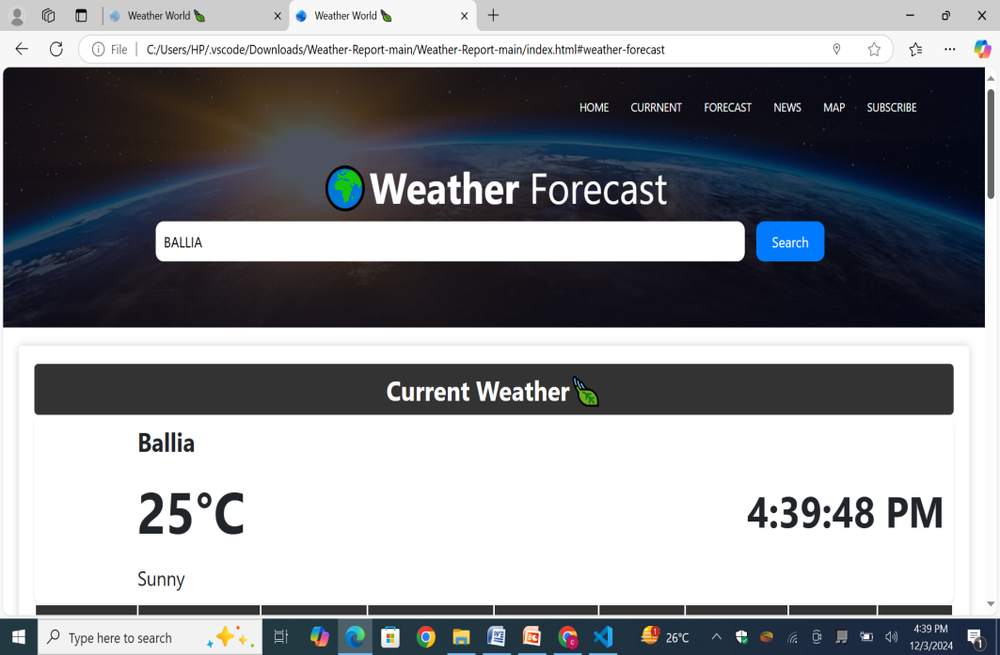 Weather World
Weather World
File
C:/Users/HP/.vscode/Downloads/Weather-Report-main/Weather-Report-main/index.html#weather-forecast
HOME CURRNENT FORECAST NEWS MAP SUBSCRIBE
Weather Forecast
BALLIA
Search
Current Weather
Ballia
25°C
4:39:48 PM
Sunny
Type here to search
1
26°C
4:39 PM
12/3/2024
1